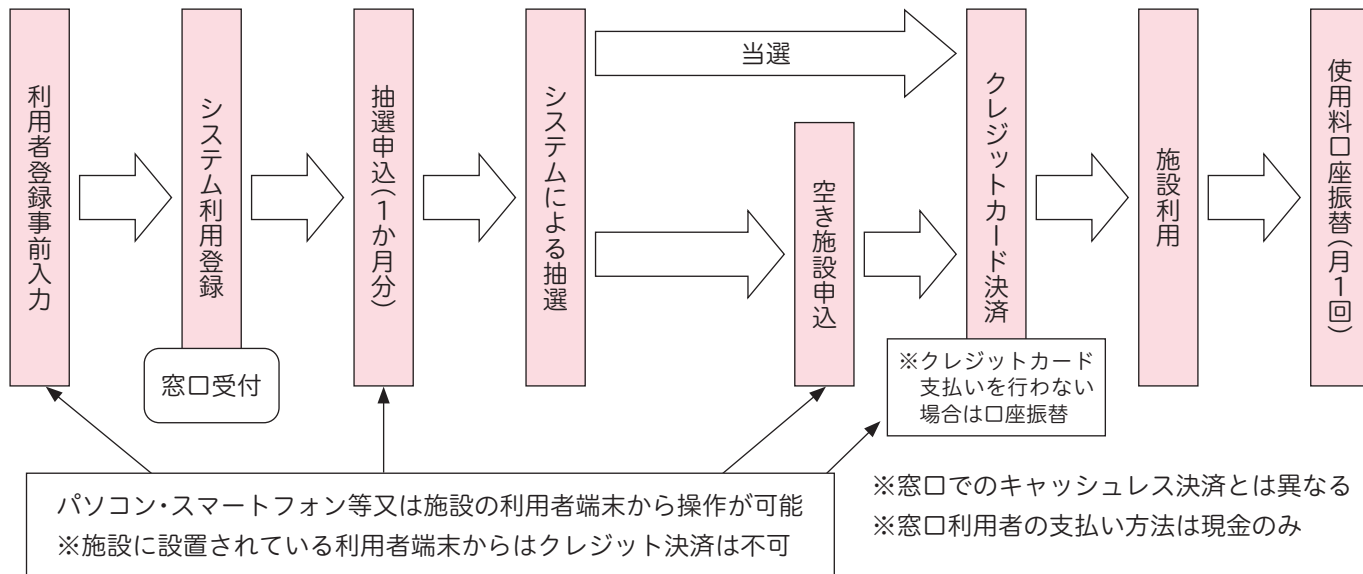 利用者登録事前入力
システム利用登録
窓口受付
抽選申込(1か月分)
システムによる抽選
当選
空き施設申込
クレジットカード決済
※クレジットカード
支払いを行わない
場合は口座振替
施設利用
使用料口座振替(月1回)
パソコン・スマートフォン等又は施設の利用者端末から操作が可能
※施設に設置されている利用者端末からはクレジット決済は不可
※窓口でのキャッシュレス決済とは異なる
※窓口利用者の支払い方法は現金のみ